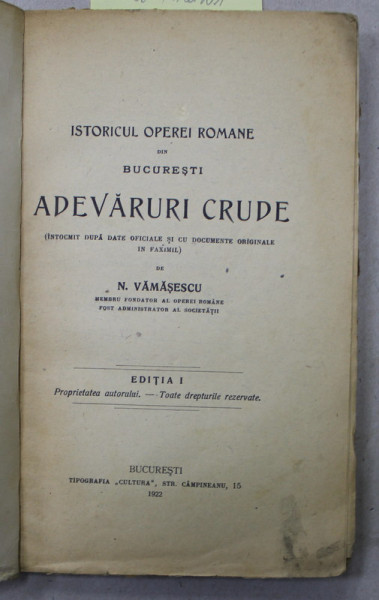 ISTORICUL OPEREI ROMANE
DIN
BUCUREȘTI
ADEVĂRURI CRUDE
(ÎNTOCMIT DUPĂ DATE OFICIALE ȘI CU DOCUMENTE ORIGINALE
IN FAXIMIL)
DE
N. VĂMĂȘESCU
MEMBRU FONDATOR AL OPEREI ROMÂNE
FOST ADMINISTRATOR AL SOCIETĂȚII
EDIȚIA I
Proprietatea autorului. — Toate drepturile rezervate.
BUCUREȘTI
TIPOGRAFIA „CULTURA", STR. CÂMPINEANU, 15
1922